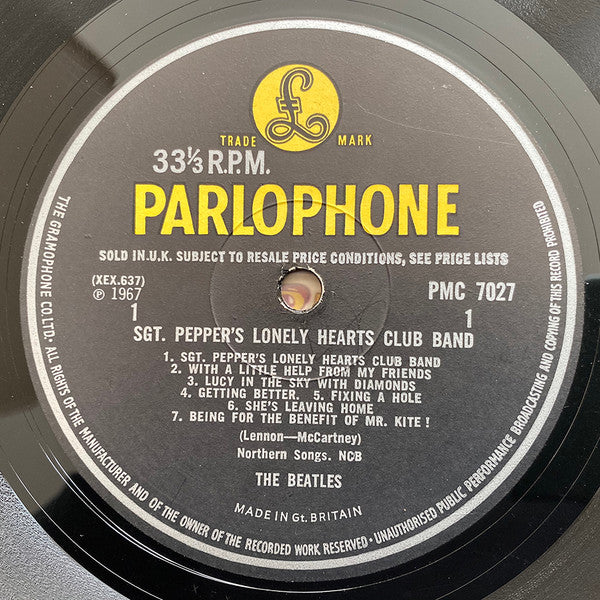 £
TRADE MARK
33⅓ R.P.M.
PARLOPHONE
SOLD IN U.K. SUBJECT TO RESALE PRICE CONDITIONS, SEE PRICE LISTS
(XEX.637)
℗ 1967
PMC 7027
1 1
SGT. PEPPER'S LONELY HEARTS CLUB BAND
1. SGT. PEPPER'S LONELY HEARTS CLUB BAND
2. WITH A LITTLE HELP FROM MY FRIENDS
3. LUCY IN THE SKY WITH DIAMONDS
4. GETTING BETTER. 5. FIXING A HOLE
6. SHE'S LEAVING HOME
7. BEING FOR THE BENEFIT OF MR. KITE !
(Lennon—McCartney)
Northern Songs. NCB
THE BEATLES
MADE IN Gt. BRITAIN
THE GRAMOPHONE CO. LTD. · ALL RIGHTS OF THE MANUFACTURER AND OF THE OWNER OF THE RECORDED WORK RESERVED · UNAUTHORISED PUBLIC PERFORMANCE BROADCASTING AND COPYING OF THIS RECORD PROHIBITED